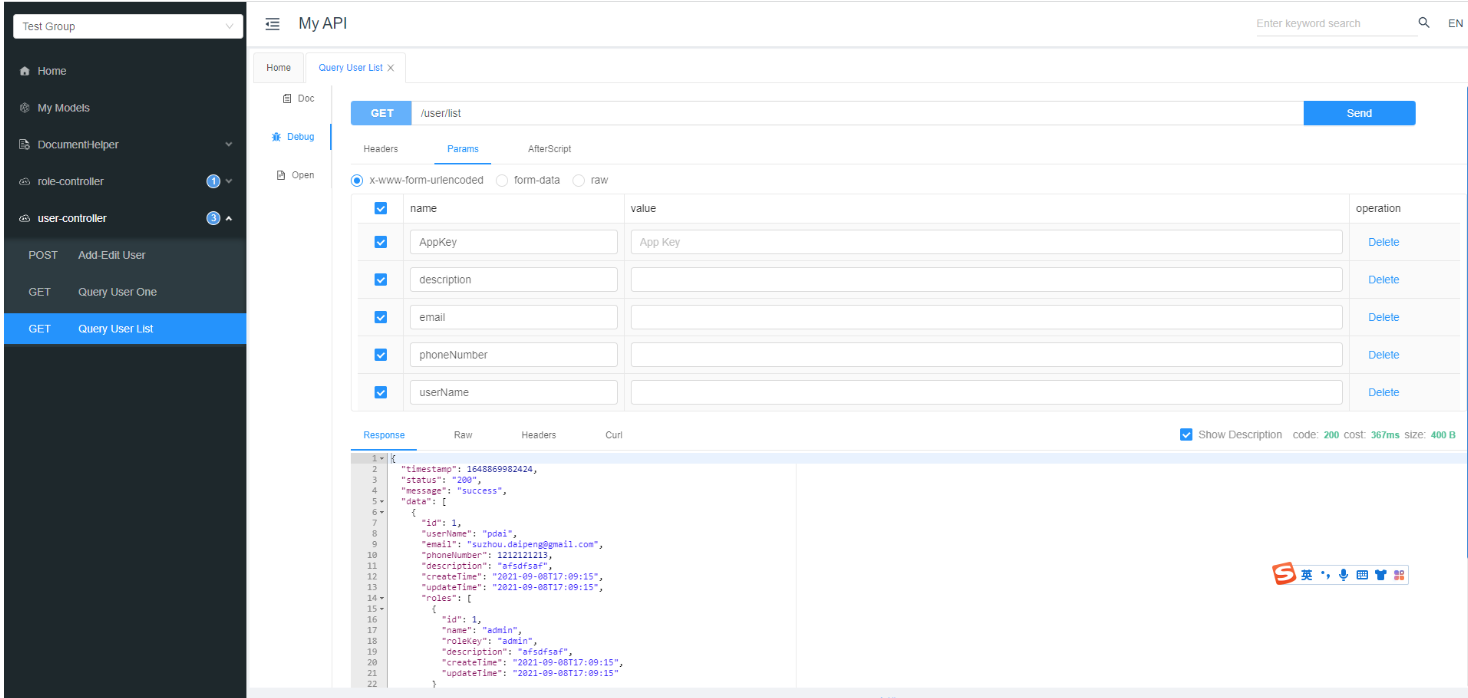 Test Group
My API
Enter keyword search
EN
Home
My Models
DocumentHelper
role-controller 1
user-controller 3
POST Add-Edit User
GET Query User One
GET Query User List
Home
Query User List
Doc
Debug
Open
GET /user/list Send
Headers Params AfterScript
x-www-form-urlencoded form-data raw
name value operation
AppKey App Key Delete
description Delete
email Delete
phoneNumber Delete
userName Delete
Response Raw Headers Curl
Show Description code: 200 cost: 367ms size: 400 B
1 {
2 "timestamp": 1648869982424,
3 "status": "200",
4 "message": "success",
5 "data": [
6 {
7 "id": 1,
8 "userName": "pdai",
9 "email": "suzhou.daipeng@gmail.com",
10 "phoneNumber": 1212121213,
11 "description": "afsdfsaf",
12 "createTime": "2021-09-08T17:09:15",
13 "updateTime": "2021-09-08T17:09:15",
14 "roles": [
15 {
16 "id": 1,
17 "name": "admin",
18 "roleKey": "admin",
19 "description": "afsdfsaf",
20 "createTime": "2021-09-08T17:09:15",
21 "updateTime": "2021-09-08T17:09:15"
22 }
S 英